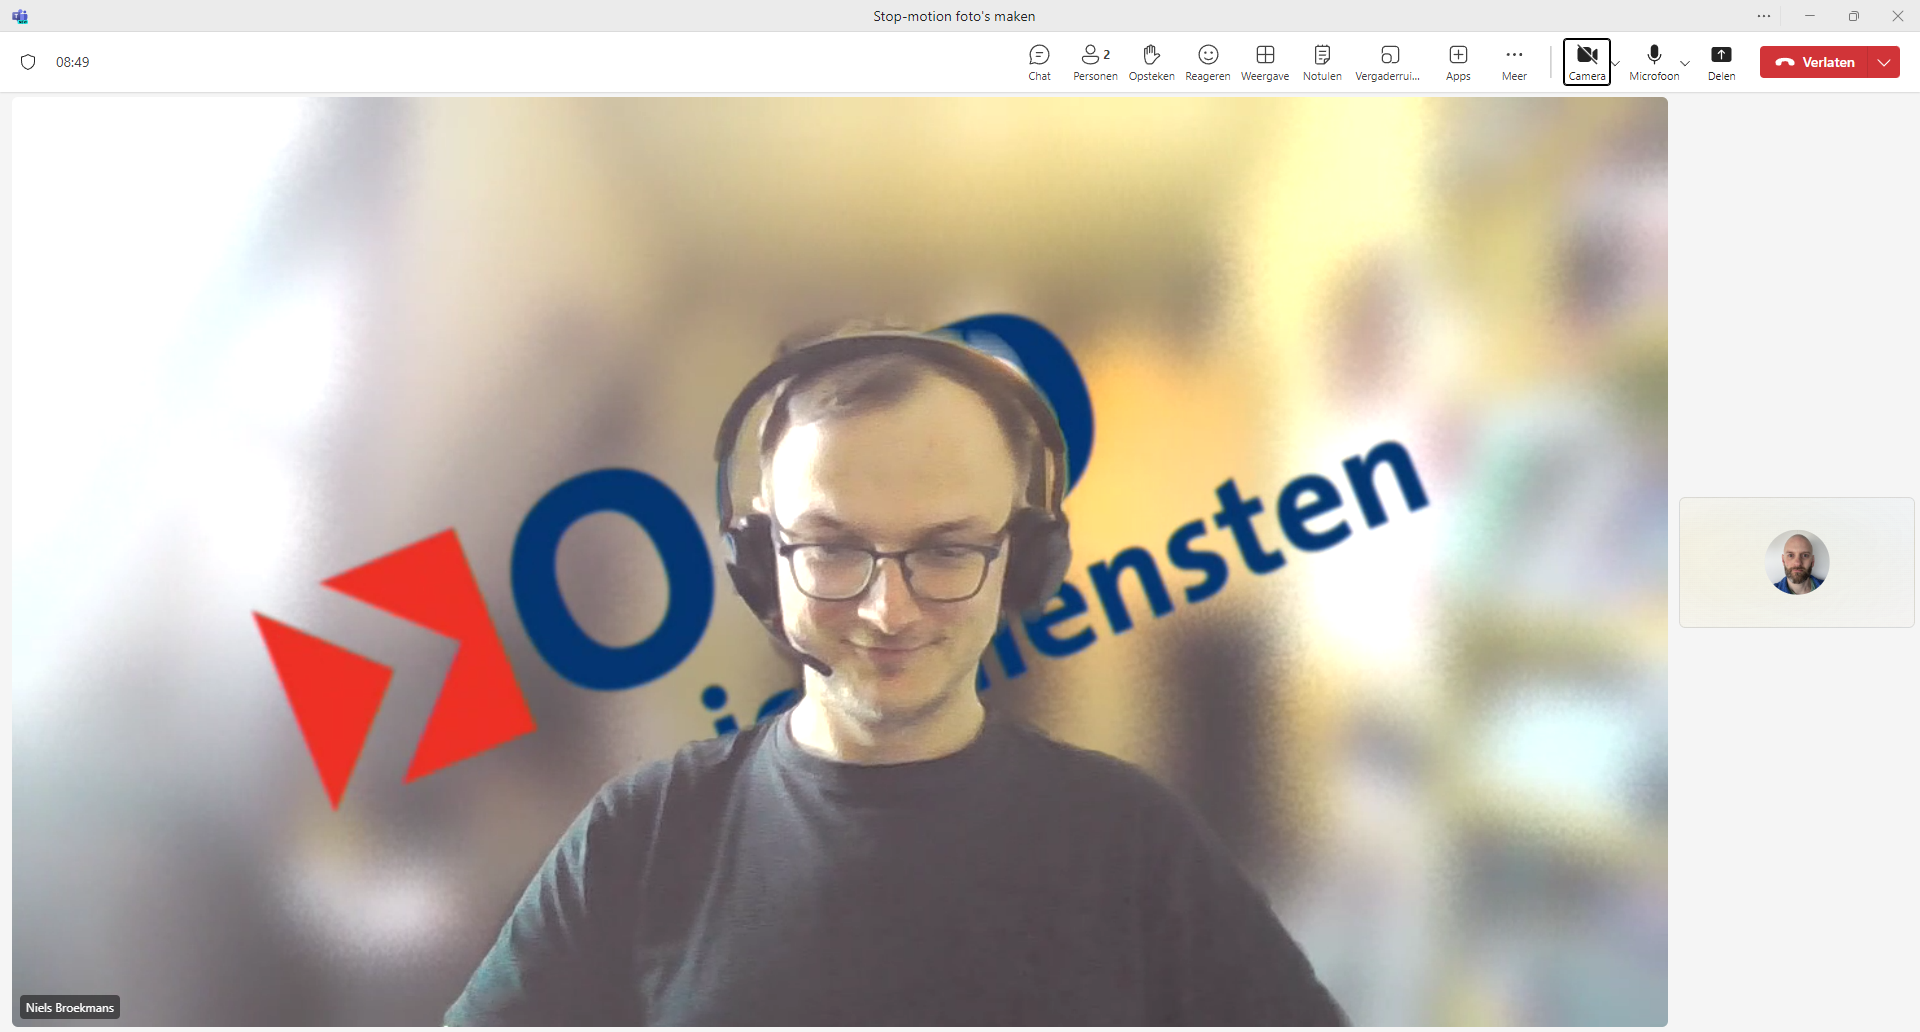 Stop-motion foto's maken
08:49
Chat
Personen 2
Opsteken
Reageren
Weergave
Notulen
Vergaderrui...
Apps
Meer
Camera
Microfoon
Delen
Verlaten
O
Niels Broekmans